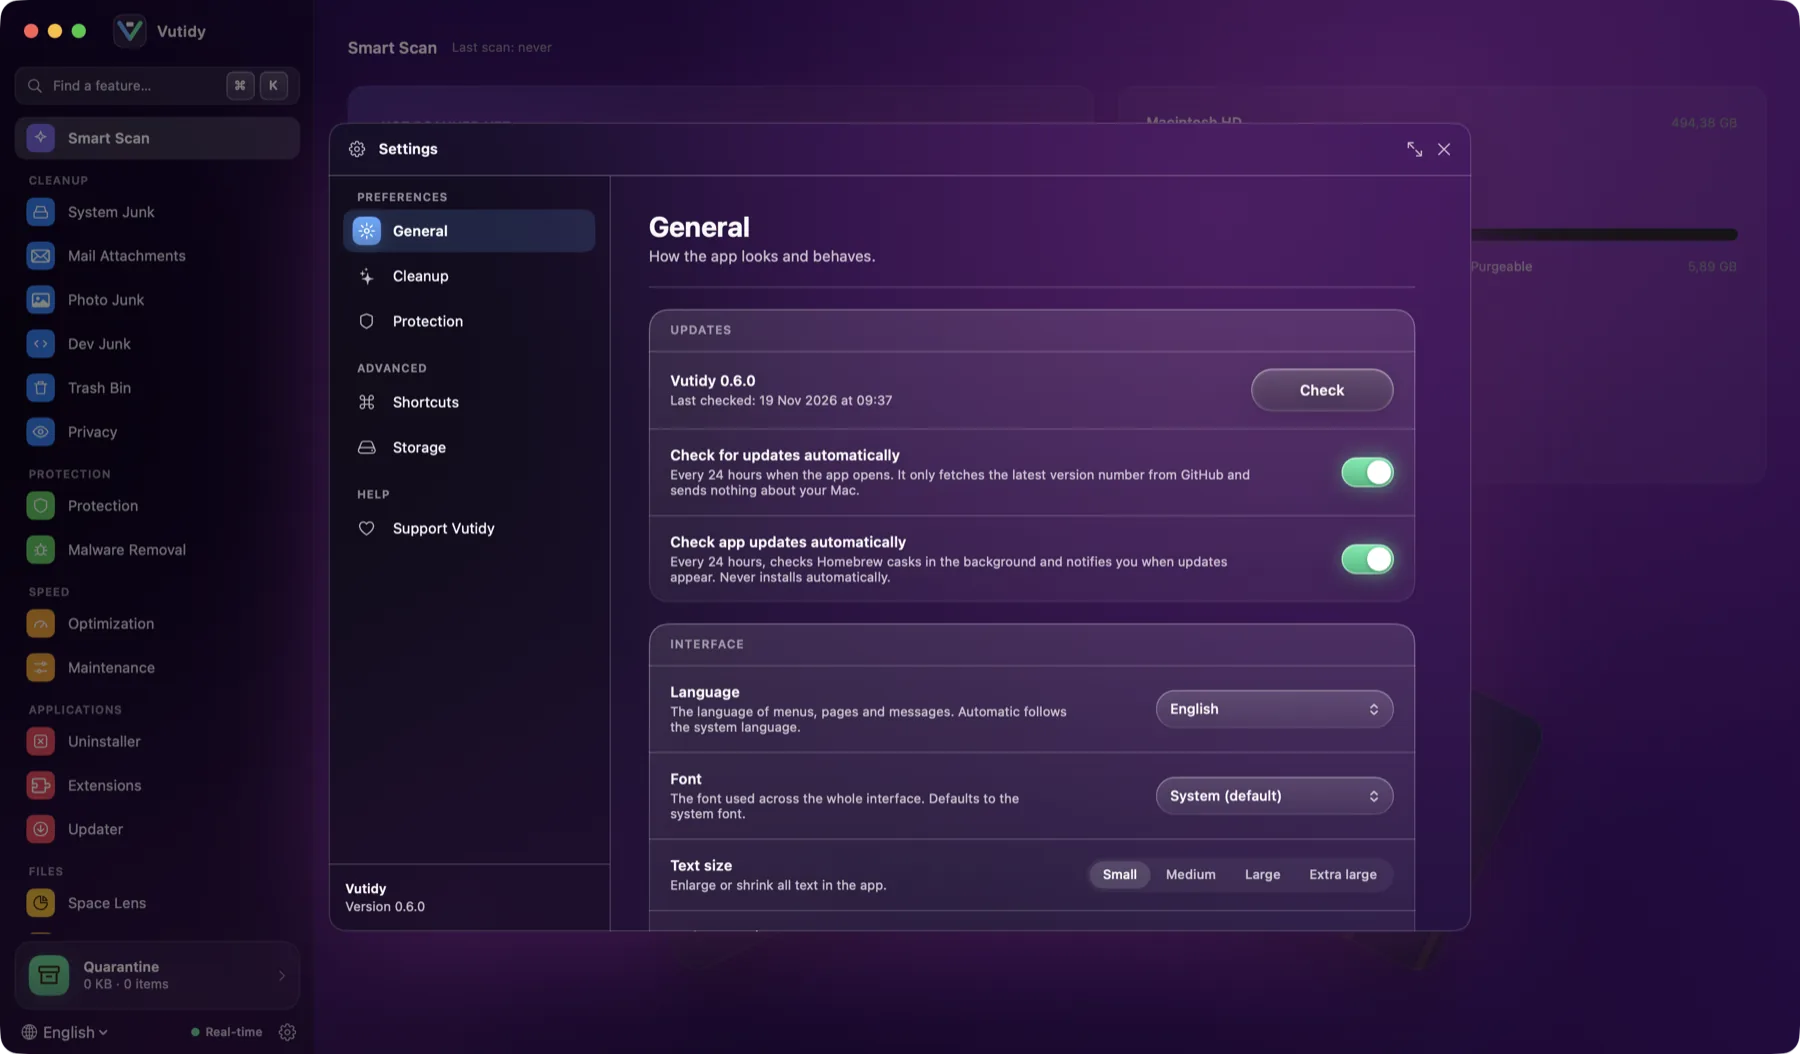 Vutidy
Find a feature...
⌘ K
Smart Scan
CLEANUP
System Junk
Mail Attachments
Photo Junk
Dev Junk
Trash Bin
Privacy
PROTECTION
Protection
Malware Removal
SPEED
Optimization
Maintenance
APPLICATIONS
Uninstaller
Extensions
Updater
FILES
Space Lens
Quarantine
0 KB · 0 items
English
Real-time
Smart Scan
Last scan: never
Macintosh HD
494,38 GB
Purgeable
5,89 GB
Settings
PREFERENCES
General
Cleanup
Protection
ADVANCED
Shortcuts
Storage
HELP
Support Vutidy
Vutidy
Version 0.6.0
General
How the app looks and behaves.
UPDATES
Vutidy 0.6.0
Last checked: 19 Nov 2026 at 09:37
Check
Check for updates automatically
Every 24 hours when the app opens. It only fetches the latest version number from GitHub and
sends nothing about your Mac.
Check app updates automatically
Every 24 hours, checks Homebrew casks in the background and notifies you when updates
appear. Never installs automatically.
INTERFACE
Language
The language of menus, pages and messages. Automatic follows
the system language.
English
Font
The font used across the whole interface. Defaults to the
system font.
System (default)
Text size
Enlarge or shrink all text in the app.
Small
Medium
Large
Extra large